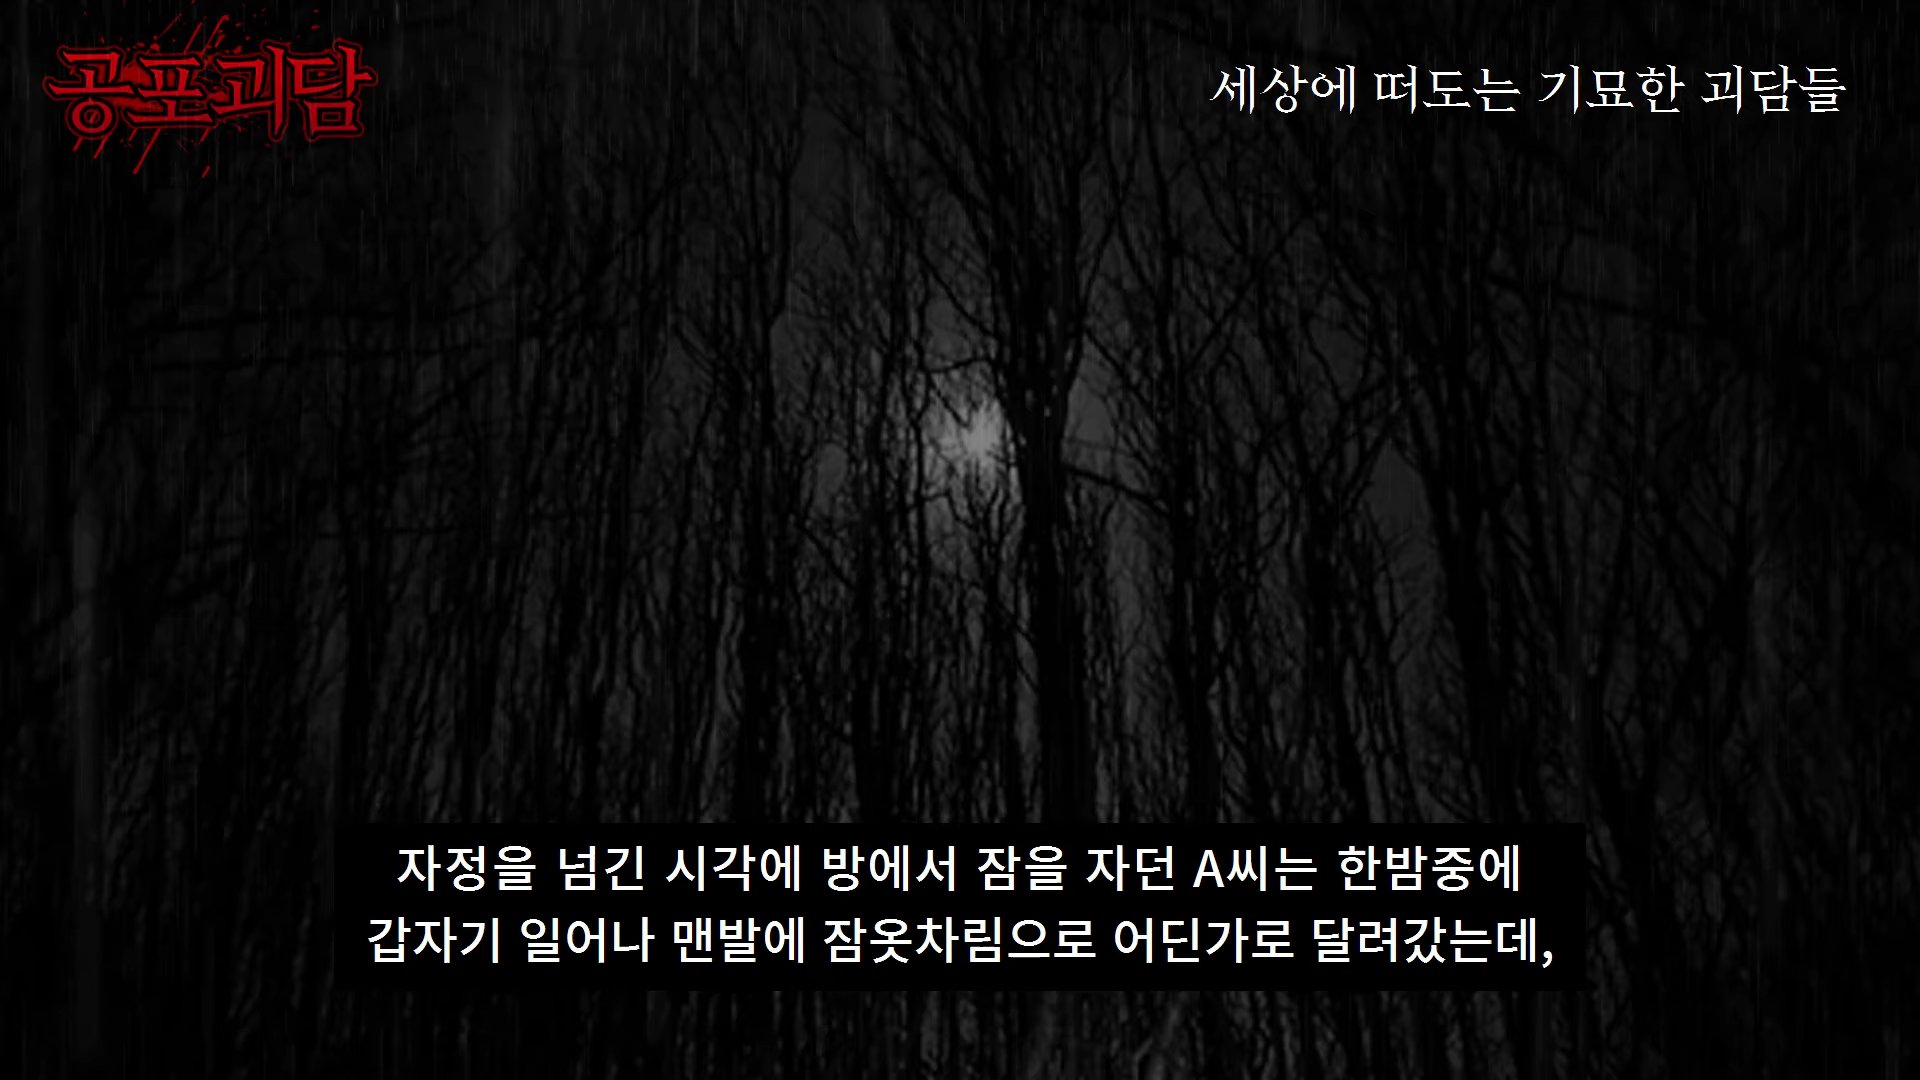 공포괴담
세상에 떠도는 기묘한 괴담들
자정을 넘긴 시각에 방에서 잠을 자던 A씨는 한밤중에
갑자기 일어나 맨발에 잠옷차림으로 어딘가로 달려갔는데,